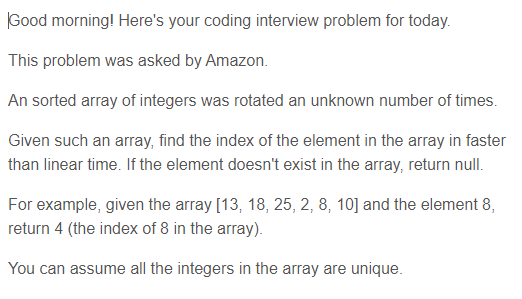 Good morning! Here's your coding interview problem for today.
This problem was asked by Amazon.
An sorted array of integers was rotated an unknown number of times.
Given such an array, find the index of the element in the array in faster
than linear time. If the element doesn't exist in the array, return null.
For example, given the array [13, 18, 25, 2, 8, 10] and the element 8,
return 4 (the index of 8 in the array).
You can assume all the integers in the array are unique.